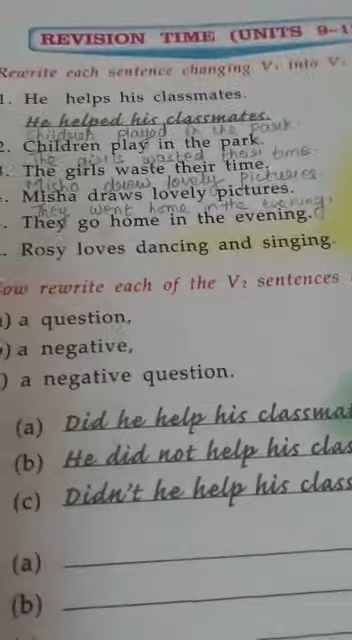 REVISION TIME (UNITS 9-1
Rewrite each sentence changing V₁ into V₂
1. He helps his classmates.
He helped his classmates.
Children played in the park.
2. Children play in the park.
The girls wasted their time.
. The girls waste their time.
Misha drew lovely pictures
. Misha draws lovely pictures.
They went home in the evening.
. They go home in the evening.
. Rosy loves dancing and singing.
ow rewrite each of the V₂ sentences
) a question,
) a negative,
) a negative question.
(a) Did he help his classma
(b) He did not help his clas
(c) Didn't he help his class
(a)
(b)